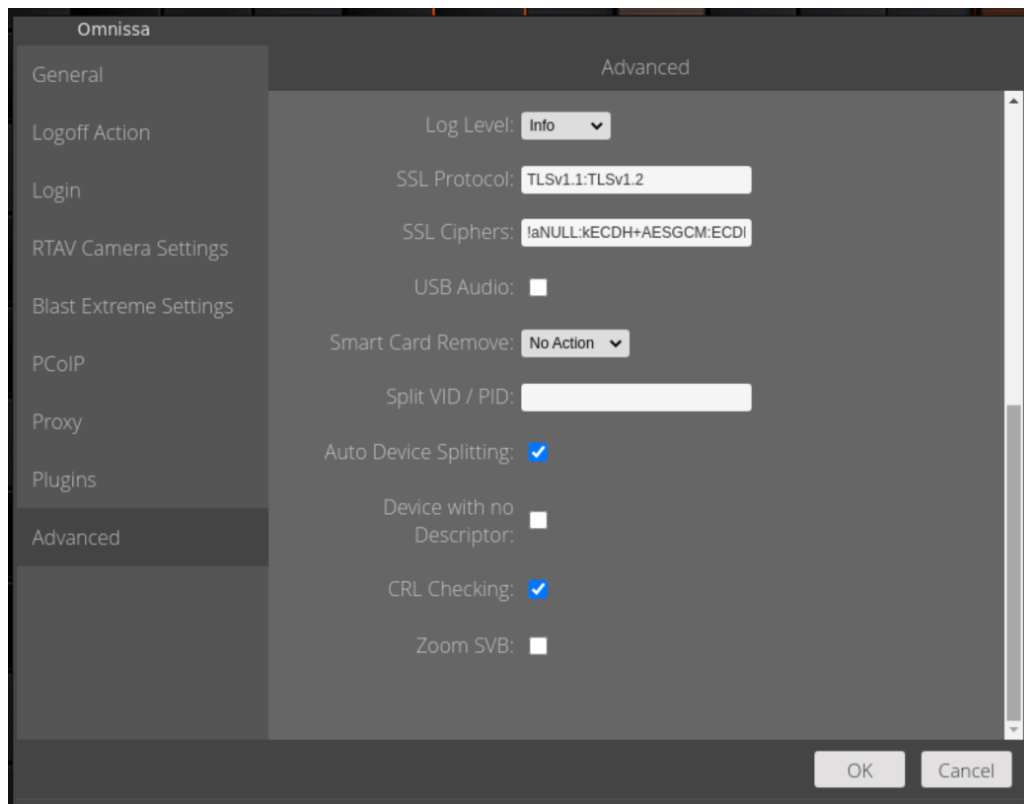 Omnissa
General
Logoff Action
Login
RTAV Camera Settings
Blast Extreme Settings
PCoIP
Proxy
Plugins
Advanced
Advanced
Log Level: Info
SSL Protocol: TLSv1.1:TLSv1.2
SSL Ciphers: !aNULL:kECDH+AESGCM:ECDI
USB Audio:
Smart Card Remove: No Action
Split VID / PID:
Auto Device Splitting:
Device with no
Descriptor:
CRL Checking:
Zoom SVB:
OK Cancel